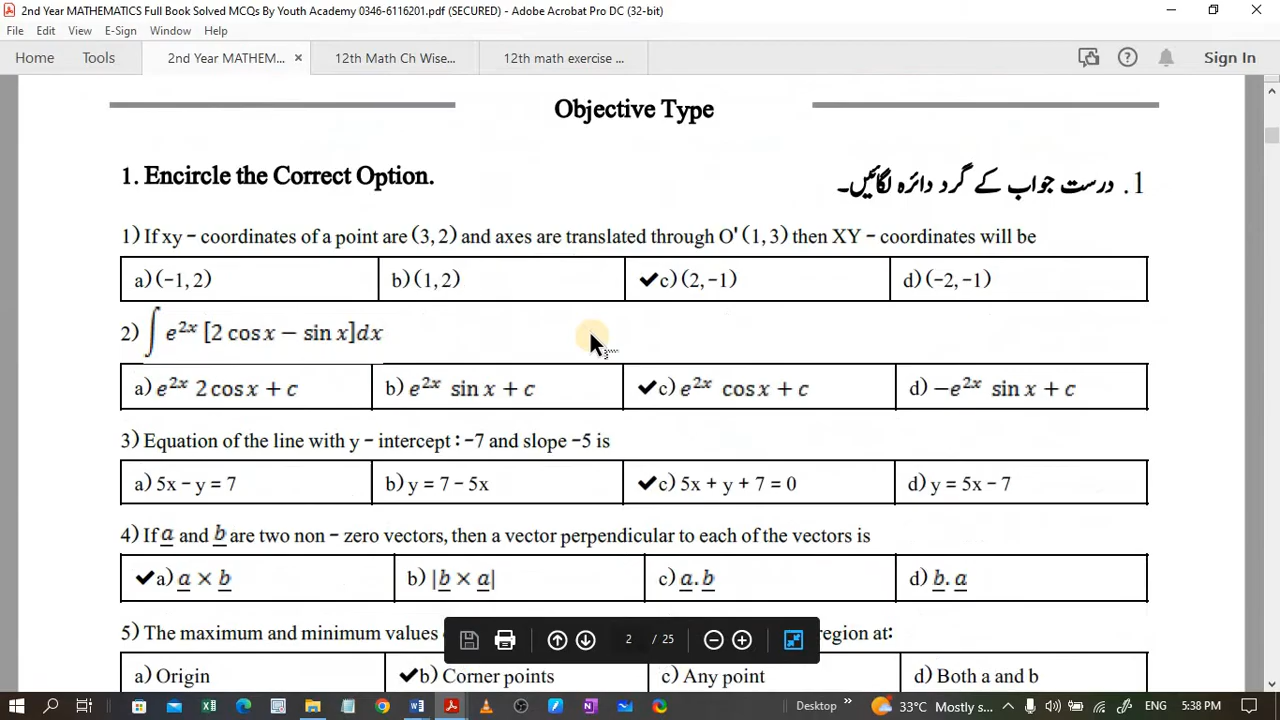 2nd Year MATHEMATICS Full Book Solved MCQs By Youth Academy 0346-6116201.pdf (SECURED) - Adobe Acrobat Pro DC (32-bit)
File Edit View E-Sign Window Help
Home Tools 2nd Year MATHEM... × 12th Math Ch Wise... 12th math exercise ... Sign In
Objective Type
1. Encircle the Correct Option.
1. درست جواب کے گرد دائرہ لگائیں۔
1) If xy – coordinates of a point are (3, 2) and axes are translated through O' (1, 3) then XY – coordinates will be
a) (−1, 2) b) (1, 2) ✔c) (2, −1) d) (−2, −1)
2) ∫ e²ˣ [2 cos x − sin x]dx
a) e²ˣ 2 cos x + c b) e²ˣ sin x + c ✔c) e²ˣ cos x + c d) −e²ˣ sin x + c
3) Equation of the line with y – intercept : −7 and slope −5 is
a) 5x − y = 7 b) y = 7 − 5x ✔c) 5x + y + 7 = 0 d) y = 5x − 7
4) If a and b are two non – zero vectors, then a vector perpendicular to each of the vectors is
✔a) a × b b) |b × a| c) a. b d) b. a
5) The maximum and minimum values region at:
2 / 25
a) Origin ✔b) Corner points c) Any point d) Both a and b
Desktop » 33°C Mostly s... ENG 5:38 PM